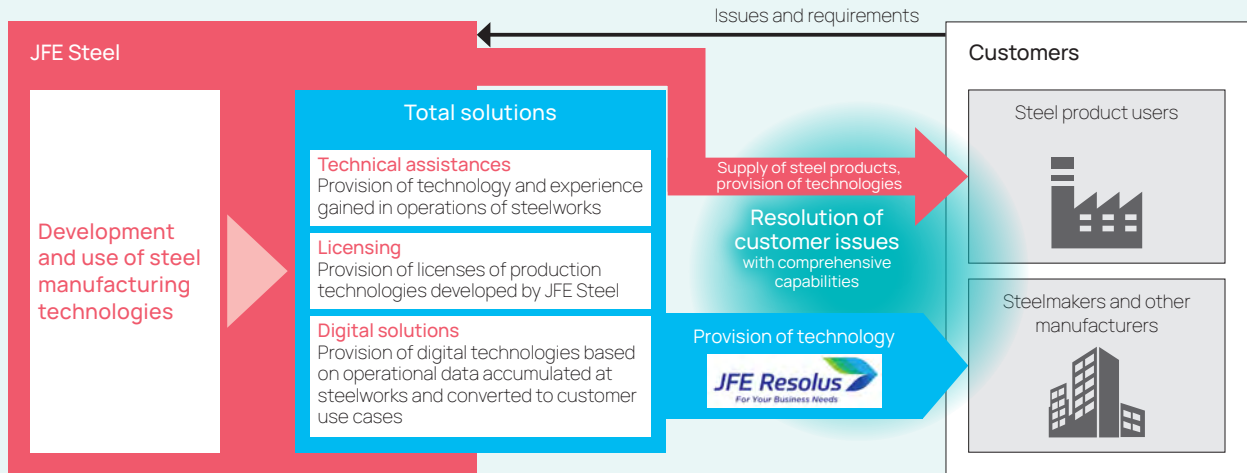 Issues and requirements
JFE Steel
Development
and use of steel
manufacturing
technologies
Total solutions
Technical assistances
Provision of technology and experience
gained in operations of steelworks
Licensing
Provision of licenses of production
technologies developed by JFE Steel
Digital solutions
Provision of digital technologies based
on operational data accumulated at
steelworks and converted to customer
use cases
Supply of steel products,
provision of technologies
Resolution of
customer issues
with comprehensive
capabilities
Provision of technology
JFE Resolus
For Your Business Needs
Customers
Steel product users
Steelmakers and other
manufacturers